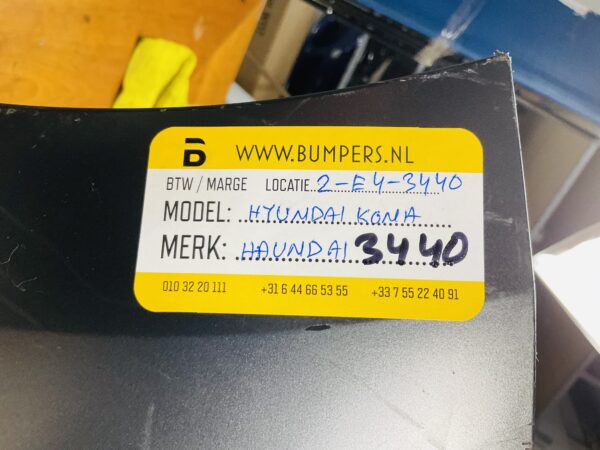 B WWW.BUMPERS.NL
BTW / MARGE LOCATIE 2-E4-3440
MODEL: HYUNDAI KONA
MERK: HAUNDAI 3440
010 32 20 111 +31 6 44 66 53 55 +33 7 55 22 40 91